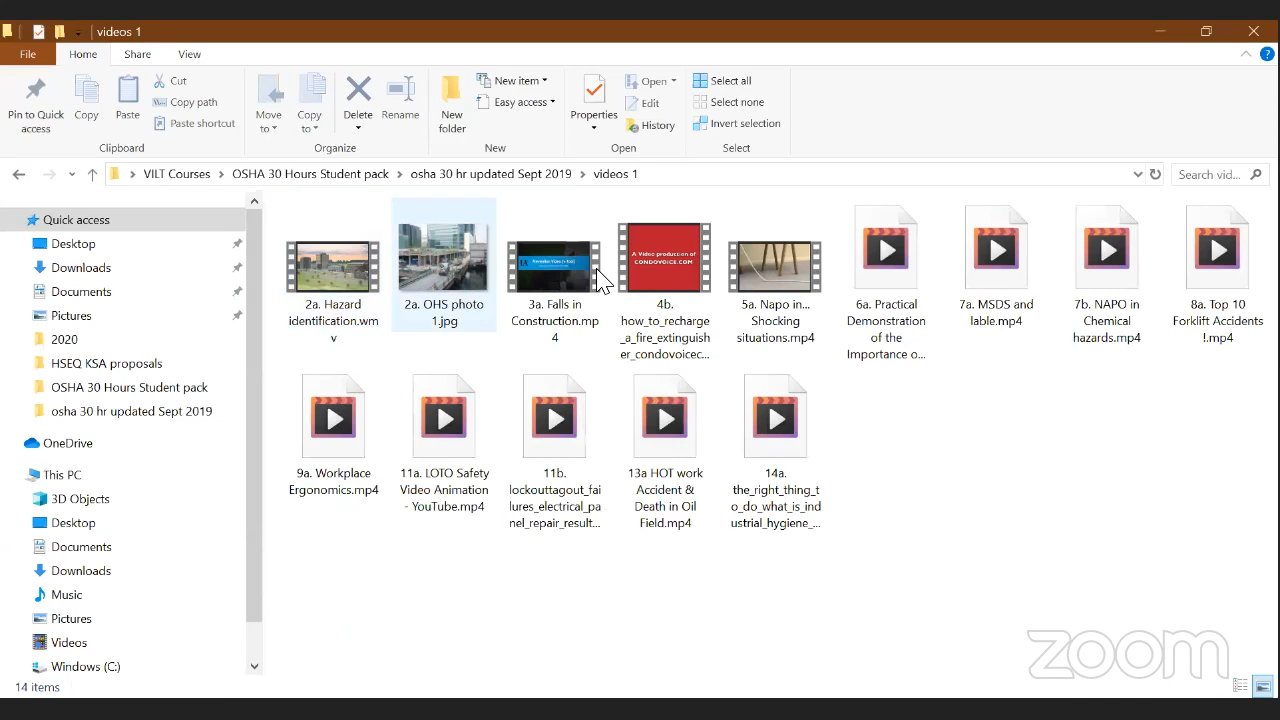 videos 1
File Home Share View
Pin to Quick access
Copy
Paste
Cut
Copy path
Paste shortcut
Clipboard
Move to
Copy to
Delete
Rename
Organize
New folder
New item
Easy access
New
Properties
Open
Edit
History
Open
Select all
Select none
Invert selection
Select
VILT Courses > OSHA 30 Hours Student pack > osha 30 hr updated Sept 2019 > videos 1
Search vid...
Quick access
Desktop
Downloads
Documents
Pictures
2020
HSEQ KSA proposals
OSHA 30 Hours Student pack
osha 30 hr updated Sept 2019
OneDrive
This PC
3D Objects
Desktop
Documents
Downloads
Music
Pictures
Videos
Windows (C:)
2a. Hazard
identification.wm
v
2a. OHS photo
1.jpg
3a. Falls in
Construction.mp
4
A Video production of
CONDOVOICE.COM
4b.
how_to_recharge
_a_fire_extinguish
er_condovoicec...
5a. Napo in...
Shocking
situations.mp4
6a. Practical
Demonstration
of the
Importance o...
7a. MSDS and
lable.mp4
7b. NAPO in
Chemical
hazards.mp4
8a. Top 10
Forklift Accidents
!.mp4
9a. Workplace
Ergonomics.mp4
11a. LOTO Safety
Video Animation
- YouTube.mp4
11b.
lockouttagout_fai
lures_electrical_pa
nel_repair_result...
13a HOT work
Accident &
Death in Oil
Field.mp4
14a.
the_right_thing_t
o_do_what_is_ind
ustrial_hygiene_...
zoom
14 items